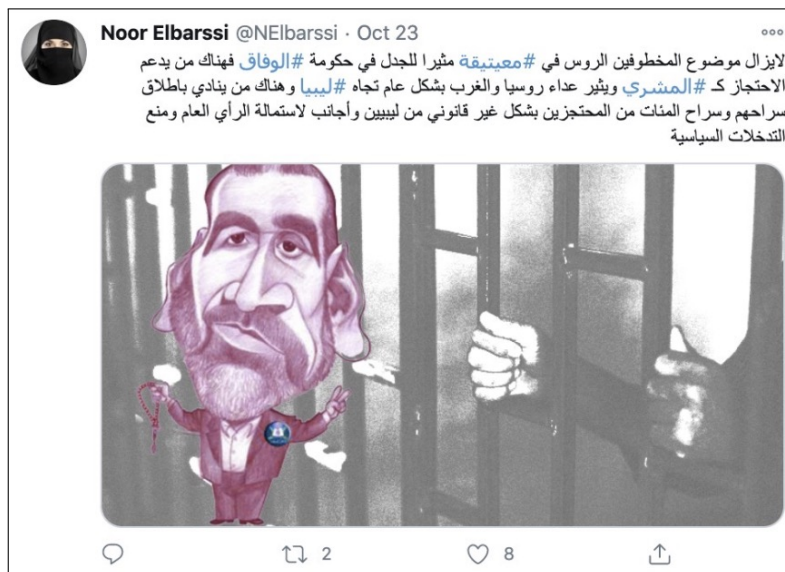 Noor Elbarssi @NElbarssi · Oct 23
لايزال موضوع المخطوفين الروس في #معيتيقة مثيرا للجدل في حكومة #الوفاق فهناك من يدعم
الاحتجاز كـ #المشري ويثير عداء روسيا والغرب بشكل عام تجاه #ليبيا وهناك من ينادي باطلاق
سراحهم وسراح المئات من المحتجزين بشكل غير قانوني من ليبيين وأجانب لاستمالة الرأي العام ومنع
التدخلات السياسية
2 8